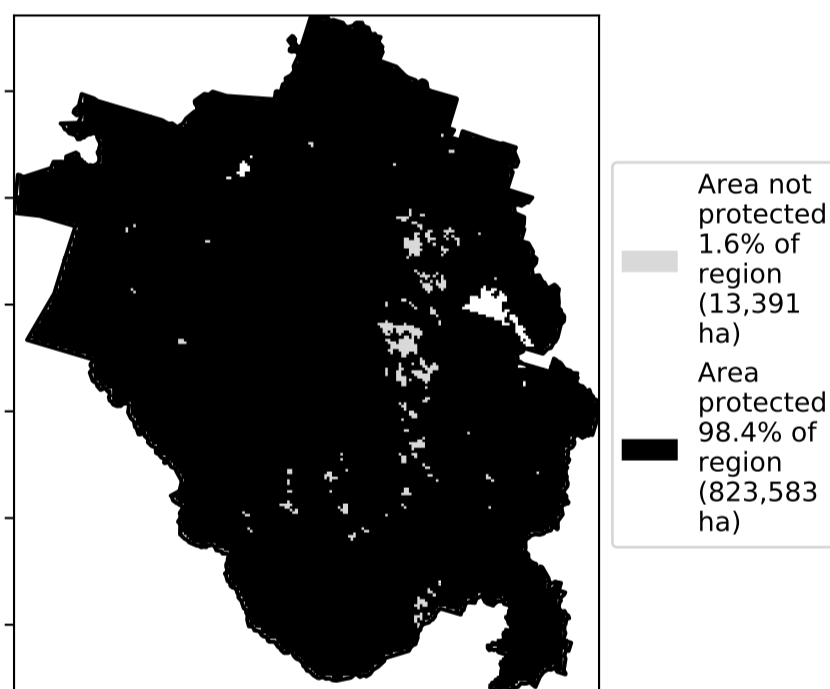 Area not
protected
1.6% of
region
(13,391
ha)
Area
protected
98.4% of
region
(823,583
ha)